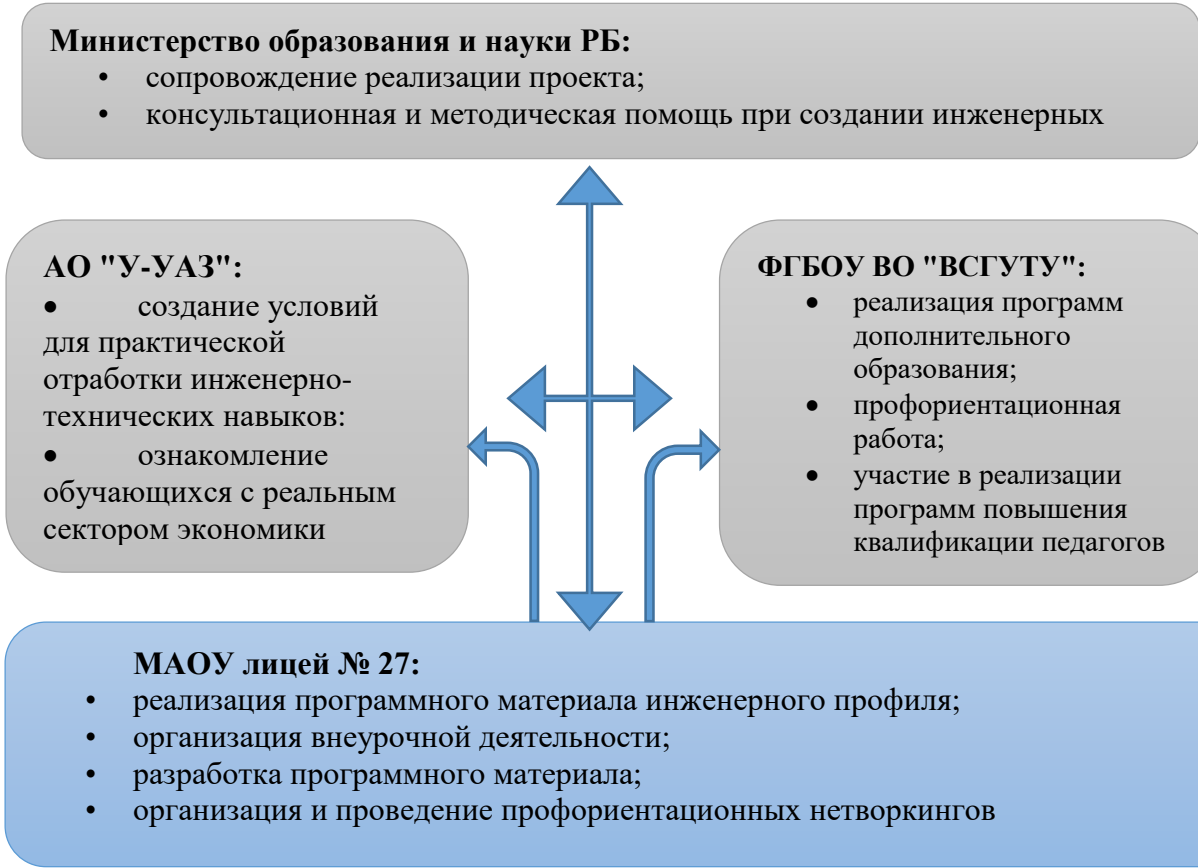 Министерство образования и науки РБ:
• сопровождение реализации проекта;
• консультационная и методическая помощь при создании инженерных
АО "У-УАЗ":
• создание условий
для практической
отработки инженерно-
технических навыков:
• ознакомление
обучающихся с реальным
сектором экономики
ФГБОУ ВО "ВСГУТУ":
• реализация программ
дополнительного
образования;
• профориентационная
работа;
• участие в реализации
программ повышения
квалификации педагогов
МАОУ лицей № 27:
• реализация программного материала инженерного профиля;
• организация внеурочной деятельности;
• разработка программного материала;
• организация и проведение профориентационных нетворкингов